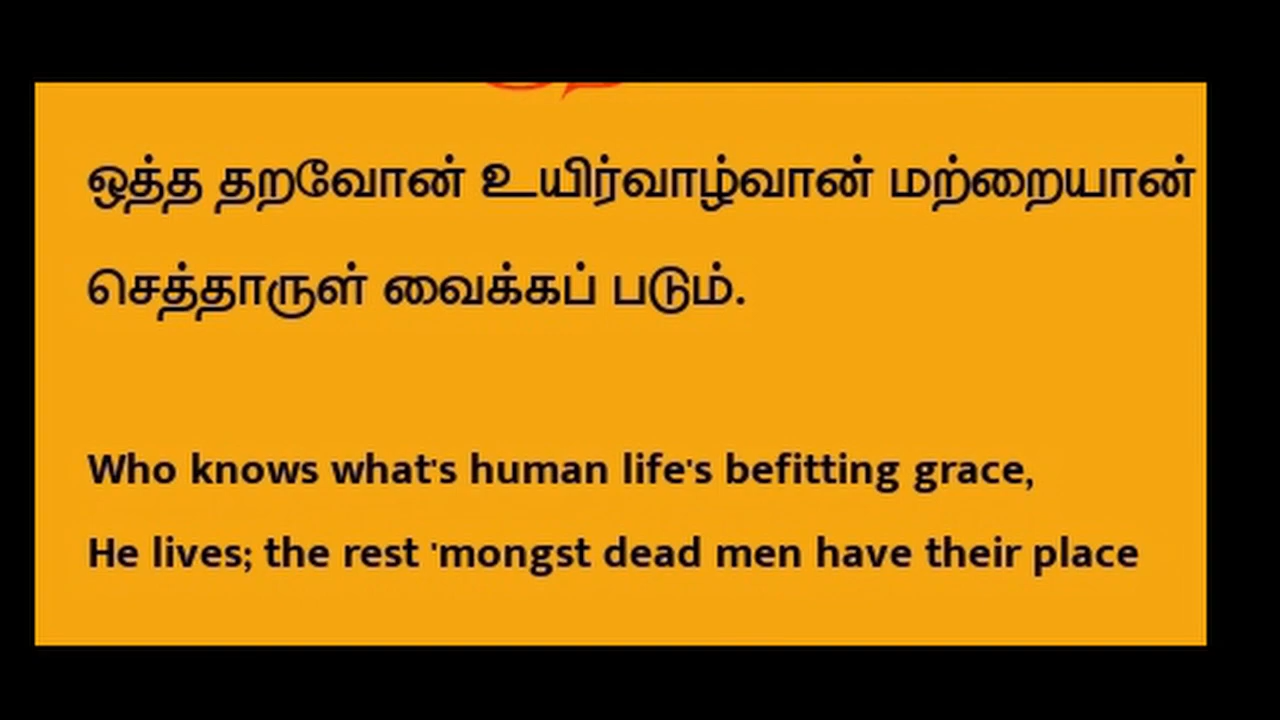 ஒத்த தறவோன் உயிர்வாழ்வான் மற்றையான்
செத்தாருள் வைக்கப் படும்.
Who knows what's human life's befitting grace,
He lives; the rest 'mongst dead men have their place